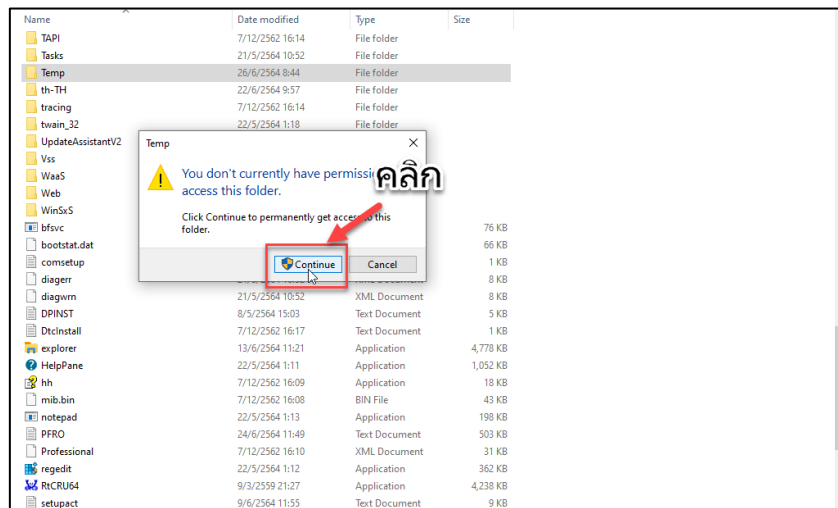 Name Date modified Type Size
TAPI 7/12/2562 16:14 File folder
Tasks 21/5/2564 10:52 File folder
Temp 26/6/2564 8:44 File folder
th-TH 22/6/2564 9:57 File folder
tracing 7/12/2562 16:14 File folder
twain_32 22/5/2564 1:18 File folder
UpdateAssistantV2
Vss
WaaS
Web
WinSxS
Temp
You don't currently have permissi
access this folder.
คลิก
Click Continue to permanently get access to this
folder.
Continue Cancel
bfsvc 76 KB
bootstat.dat 66 KB
comsetup 1 KB
diagerr 8 KB
diagwrn 21/5/2564 10:52 XML Document 8 KB
DPINST 8/5/2564 15:03 Text Document 5 KB
DtcInstall 7/12/2562 16:17 Text Document 1 KB
explorer 13/6/2564 11:21 Application 4,778 KB
HelpPane 22/5/2564 1:11 Application 1,052 KB
hh 7/12/2562 16:09 Application 18 KB
mib.bin 7/12/2562 16:08 BIN File 43 KB
notepad 22/5/2564 1:13 Application 198 KB
PFRO 24/6/2564 11:49 Text Document 503 KB
Professional 7/12/2562 16:10 XML Document 31 KB
regedit 22/5/2564 1:12 Application 362 KB
RtCRU64 9/3/2559 21:27 Application 4,238 KB
setupact 9/6/2564 11:55 Text Document 9 KB